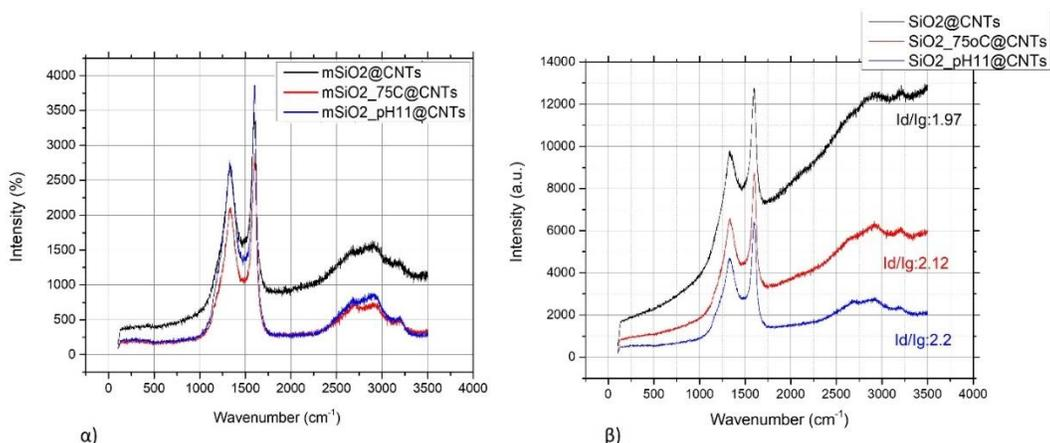 mSiO2@CNTs
mSiO2_75C@CNTs
mSiO2_pH11@CNTs
4000
3500
3000
2500
2000
1500
1000
500
0
Intensity (%)
0 500 1000 1500 2000 2500 3000 3500 4000
Wavenumber (cm⁻¹)
α)
SiO2@CNTs
SiO2_75oC@CNTs
SiO2_pH11@CNTs
14000
12000
10000
8000
6000
4000
2000
0
Intensity (a.u.)
Id/Ig:1.97
Id/Ig:2.12
Id/Ig:2.2
0 500 1000 1500 2000 2500 3000 3500 4000
Wavenumber (cm⁻¹)
β)